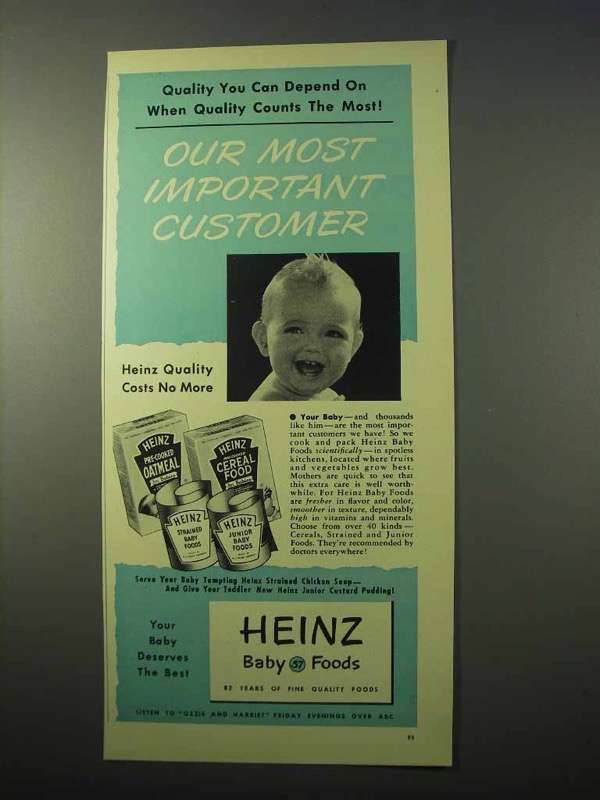 Quality You Can Depend On
When Quality Counts The Most!
OUR MOST
IMPORTANT
CUSTOMER
Heinz Quality
Costs No More
HEINZ
PRE-COOKED
OATMEAL
for Babies
HEINZ
CEREAL
FOOD
for Babies
HEINZ
STRAINED
BABY
FOODS
HEINZ
JUNIOR
BABY
FOODS
● Your Baby—and thousands
like him—are the most impor-
tant customers we have! So we
cook and pack Heinz Baby
Foods scientifically—in spotless
kitchens, located where fruits
and vegetables grow best.
Mothers are quick to see that
this extra care is well worth-
while. For Heinz Baby Foods
are fresher in flavor and color,
smoother in texture, dependably
high in vitamins and minerals.
Choose from over 40 kinds—
Cereals, Strained and Junior
Foods. They're recommended by
doctors everywhere!
Serve Your Baby Tempting Heinz Strained Chicken Soup—
And Give Your Toddler New Heinz Junior Custard Pudding!
Your
Baby
Deserves
The Best
HEINZ
Baby 57 Foods
82 YEARS OF FINE QUALITY FOODS
LISTEN TO "OZZIE AND HARRIET" FRIDAY EVENINGS OVER ABC